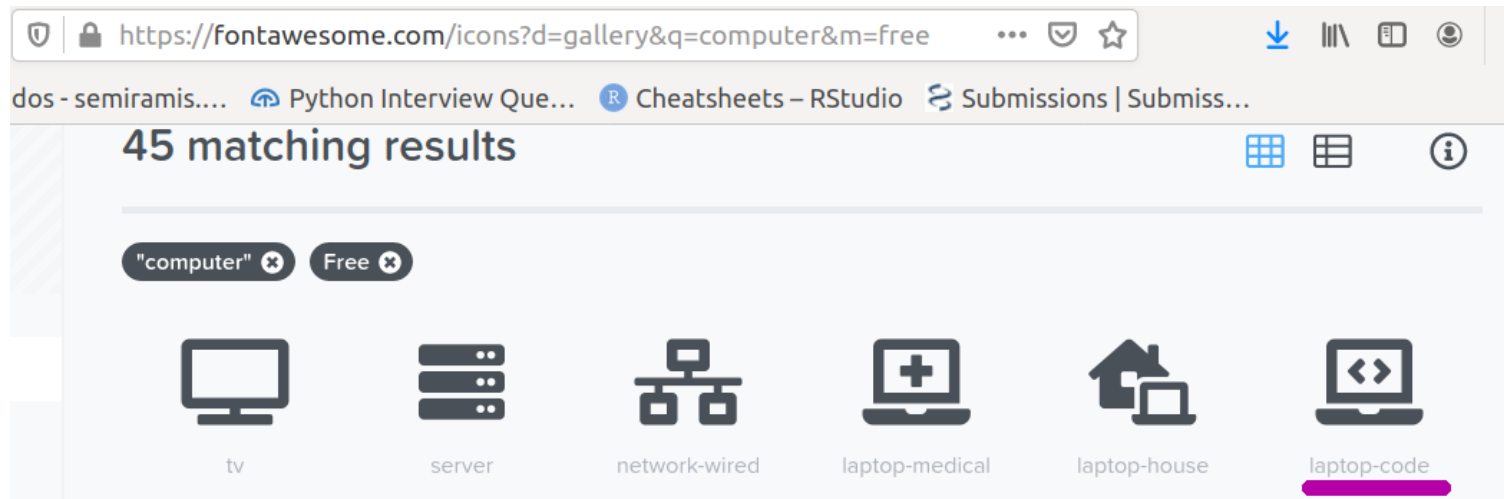 https://fontawesome.com/icons?d=gallery&q=computer&m=free
dos - semiramis.... Python Interview Que... R Cheatsheets – RStudio Submissions | Submiss...
45 matching results
"computer" Free
tv server network-wired laptop-medical laptop-house laptop-code